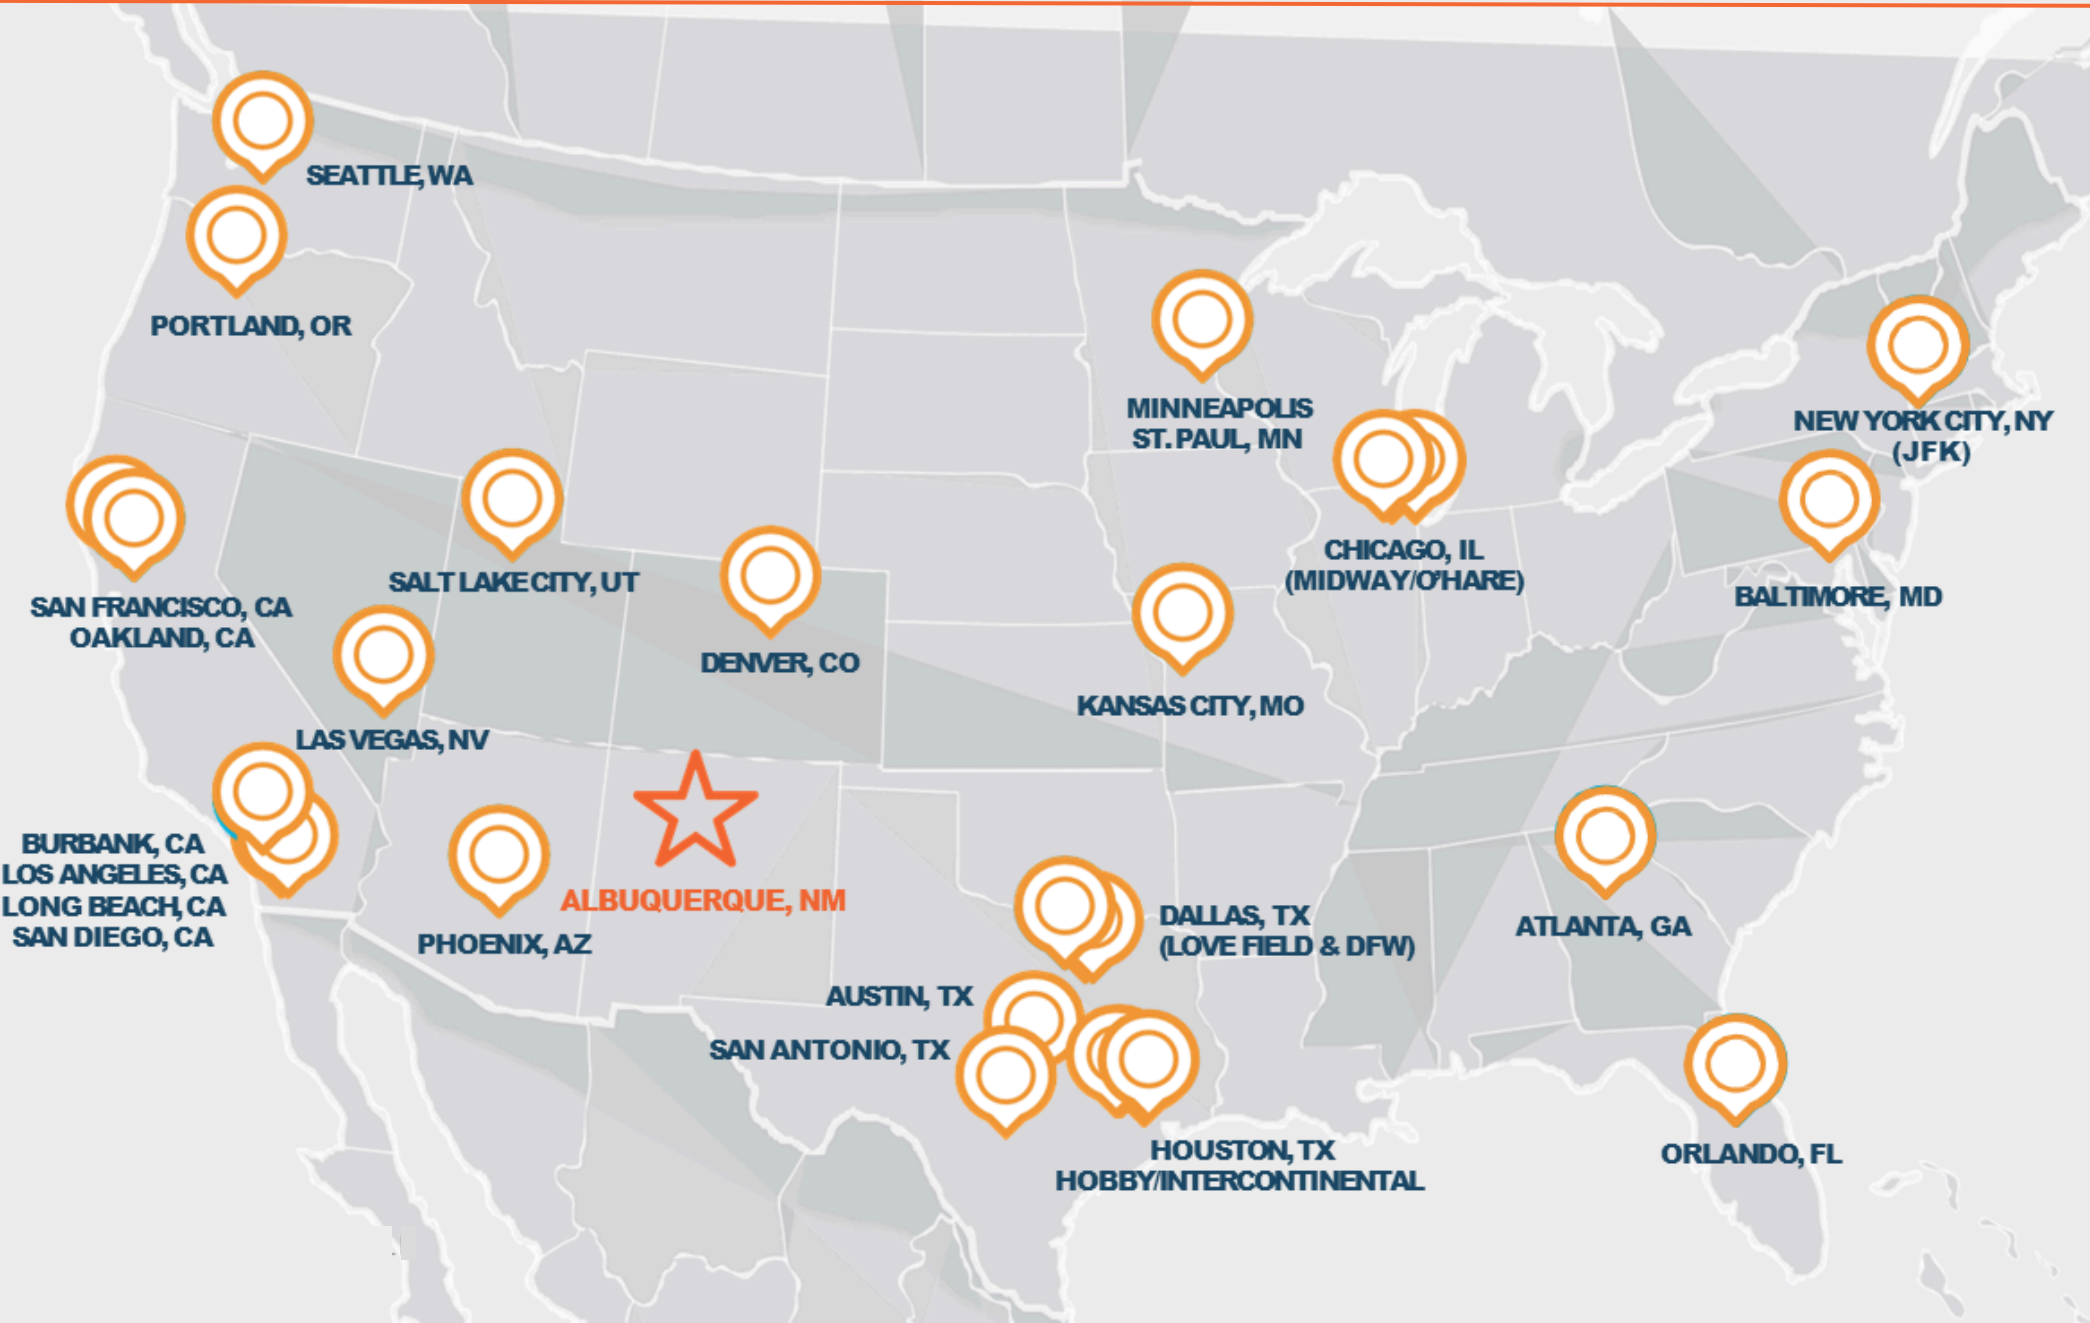 SEATTLE, WA
PORTLAND, OR
MINNEAPOLIS
ST. PAUL, MN
NEW YORK CITY, NY
(JFK)
CHICAGO, IL
(MIDWAY/O'HARE)
SALT LAKE CITY, UT
BALTIMORE, MD
SAN FRANCISCO, CA
OAKLAND, CA
DENVER, CO
KANSAS CITY, MO
LAS VEGAS, NV
BURBANK, CA
LOS ANGELES, CA
LONG BEACH, CA
SAN DIEGO, CA
ALBUQUERQUE, NM
PHOENIX, AZ
DALLAS, TX
(LOVE FIELD & DFW)
ATLANTA, GA
AUSTIN, TX
SAN ANTONIO, TX
HOUSTON, TX
HOBBY/INTERCONTINENTAL
ORLANDO, FL